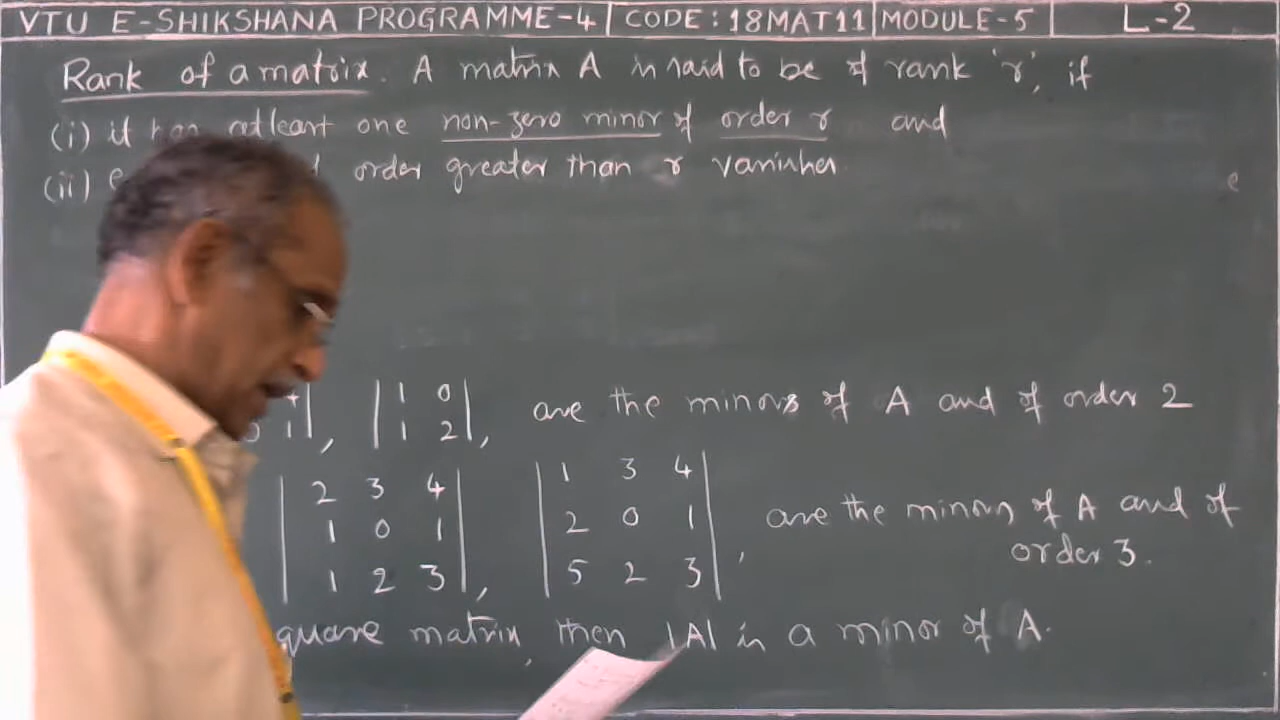 VTU E-SHIKSHANA PROGRAMME-4 | CODE: 18MAT11 | MODULE-5 | L-2
Rank of a matrix. A matrix A is said to be of rank 'r', if
(i) it has atleast one non-zero minor of order r and
(ii) order greater than r vanishes
1|, |1 0| are the minors of A and of order 2
|1 2|,
|2 3 4| |1 3 4|
|1 0 1| |2 0 1| are the minors of A and of
|1 2 3|, |5 2 3|, order 3.
quare matrix, then |A| is a minor of A.